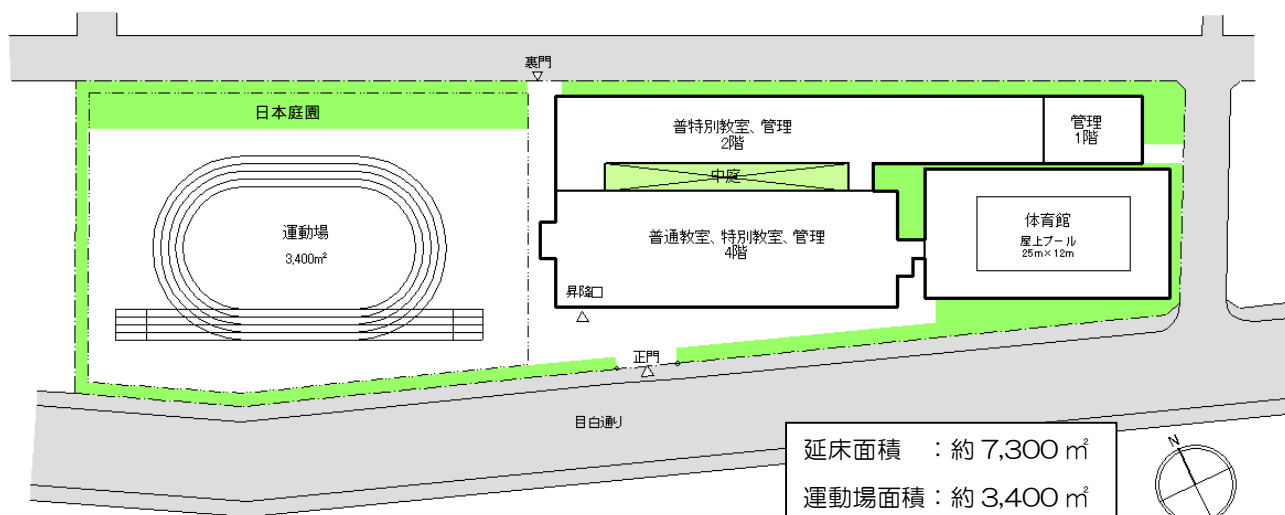 裏門
日本庭園
普特別教室、管理
2階
管理
1階
中庭
運動場
3,400㎡
普通教室、特別教室、管理
4階
体育館
屋上プール
25m×12m
昇降口
正門
目白通り
延床面積 ：約 7,300 ㎡
運動場面積：約 3,400 ㎡
N